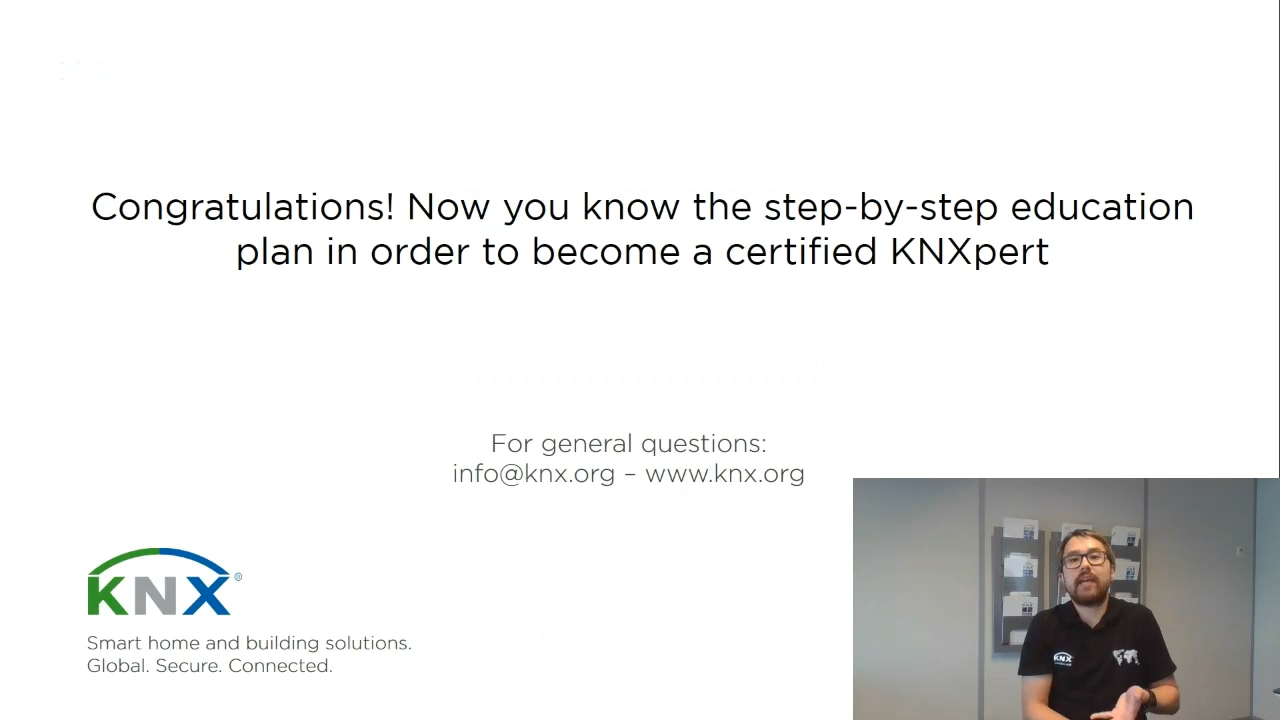 Congratulations! Now you know the step-by-step education
plan in order to become a certified KNXpert
For general questions:
info@knx.org – www.knx.org
KNX®
Smart home and building solutions.
Global. Secure. Connected.
KNX